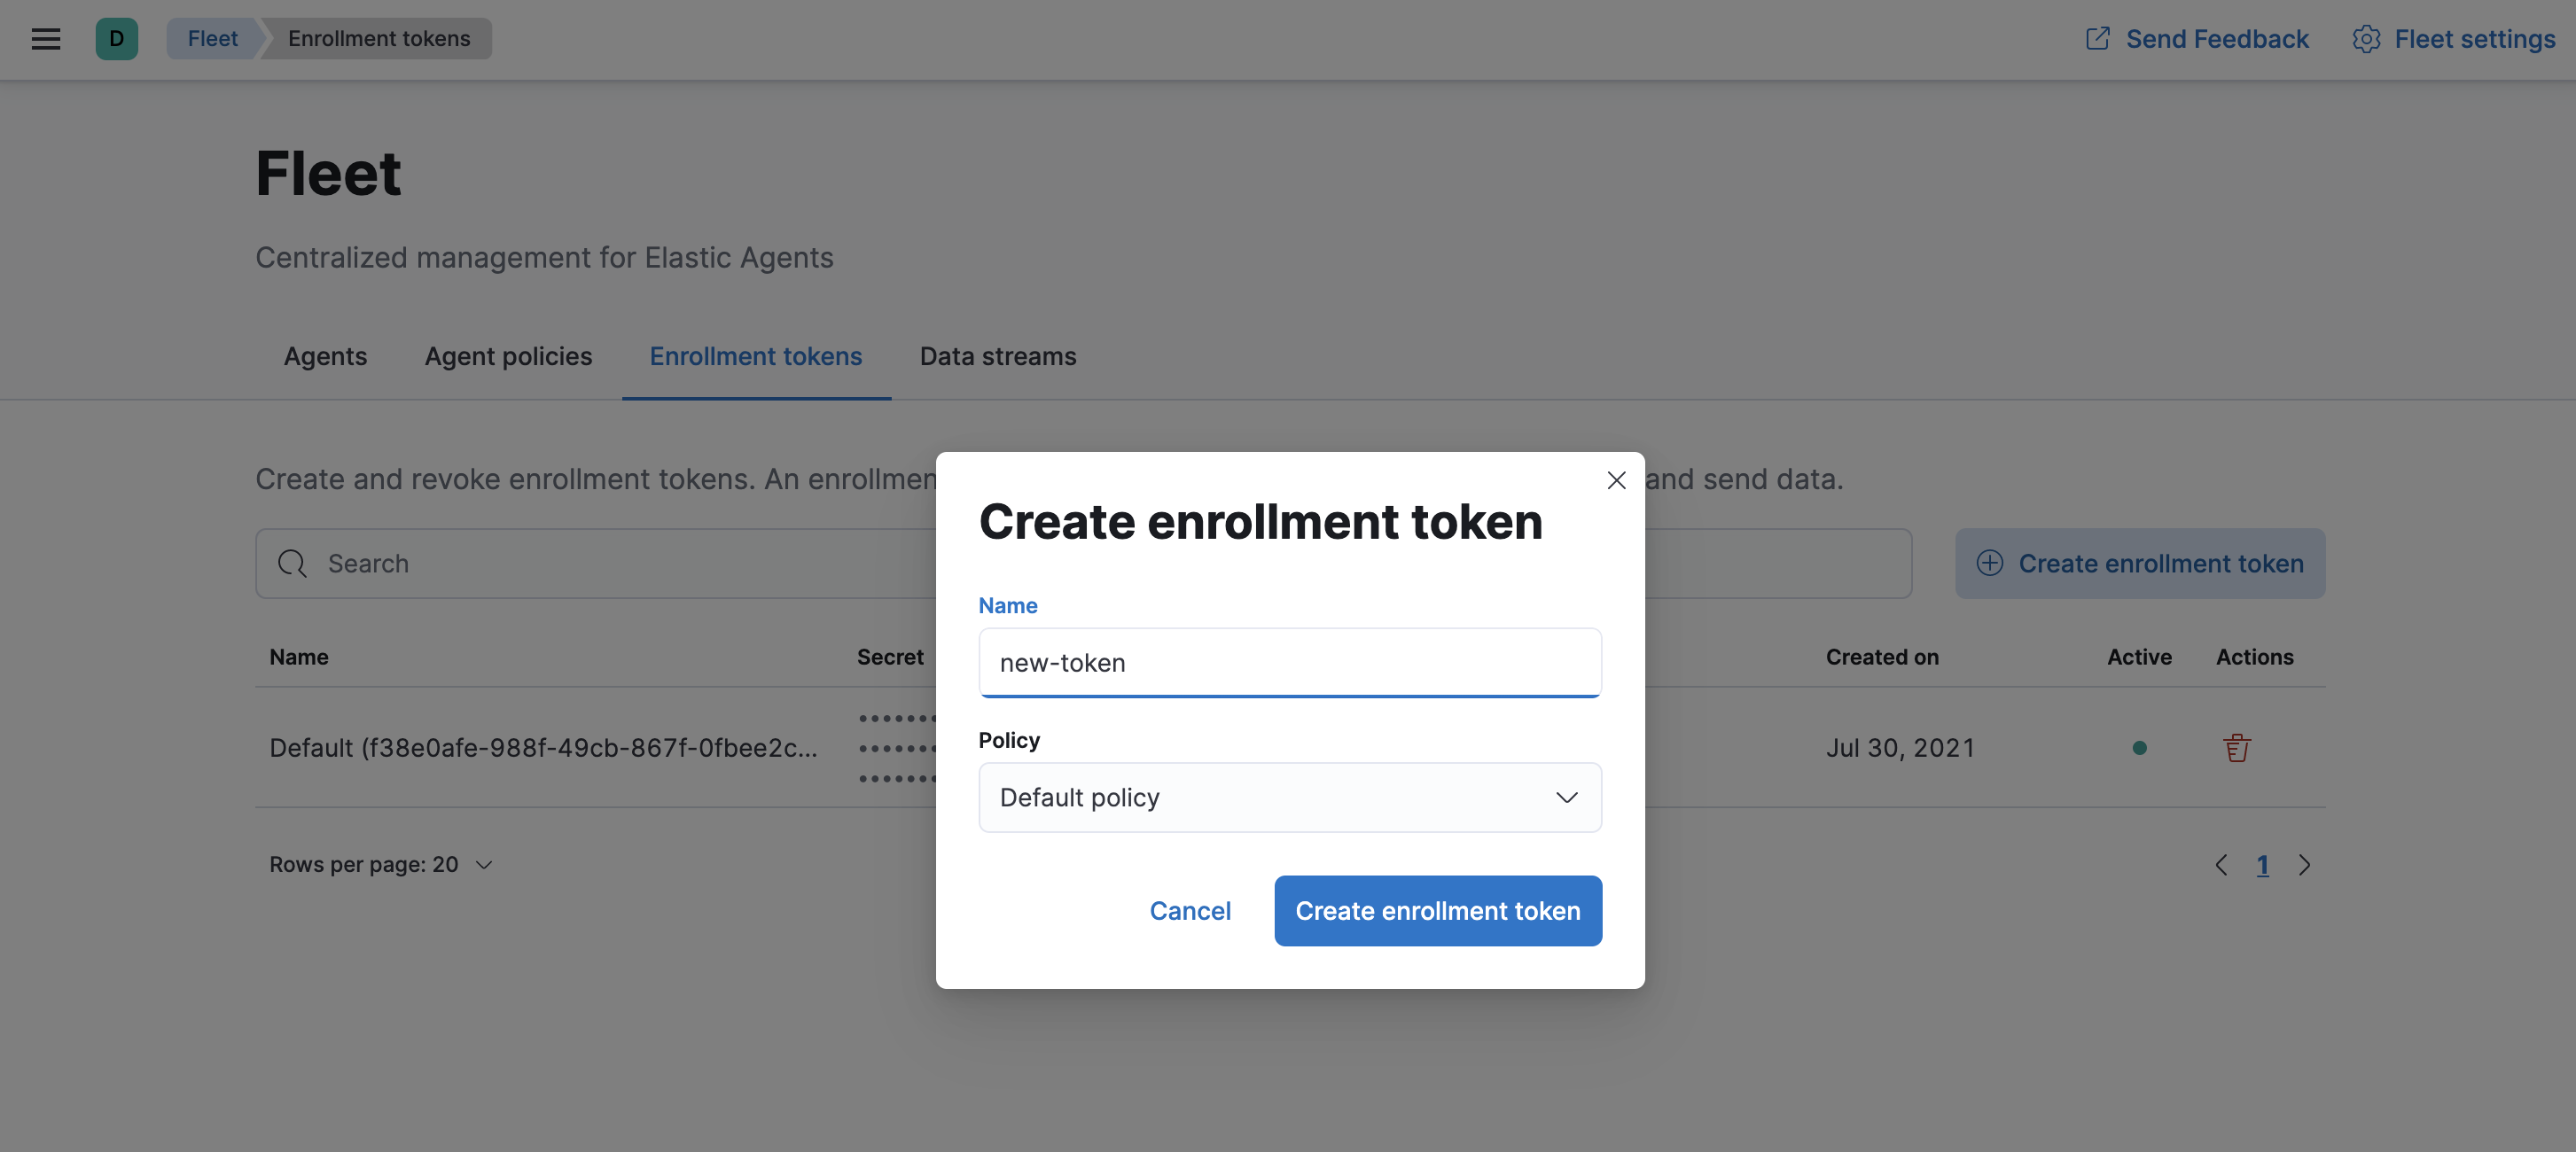 D
Fleet
Enrollment tokens
Send Feedback
Fleet settings
Fleet
Centralized management for Elastic Agents
Agents
Agent policies
Enrollment tokens
Data streams
Create and revoke enrollment tokens. An enrollmen
and send data.
Search
Create enrollment token
Name
Secret
Created on
Active
Actions
Default (f38e0afe-988f-49cb-867f-0fbee2c...
Jul 30, 2021
Rows per page: 20
1
Create enrollment token
Name
new-token
Policy
Default policy
Cancel
Create enrollment token